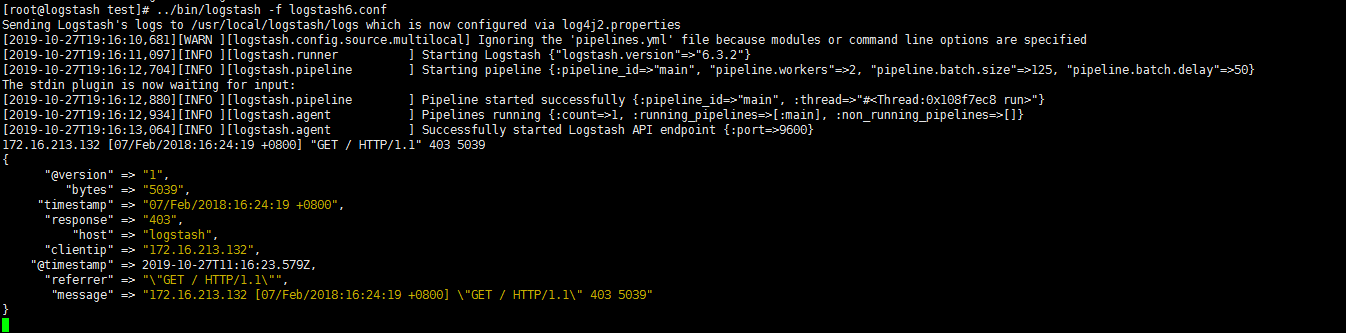 [root@logstash test]# ../bin/logstash -f logstash6.conf
Sending Logstash's logs to /usr/local/logstash/logs which is now configured via log4j2.properties
[2019-10-27T19:16:10,681][WARN ][logstash.config.source.multilocal] Ignoring the 'pipelines.yml' file because modules or command line options are specified
[2019-10-27T19:16:11,097][INFO ][logstash.runner          ] Starting Logstash {"logstash.version"=>"6.3.2"}
[2019-10-27T19:16:12,704][INFO ][logstash.pipeline        ] Starting pipeline {:pipeline_id=>"main", "pipeline.workers"=>2, "pipeline.batch.size"=>125, "pipeline.batch.delay"=>50}
The stdin plugin is now waiting for input:
[2019-10-27T19:16:12,880][INFO ][logstash.pipeline        ] Pipeline started successfully {:pipeline_id=>"main", :thread=>"#<Thread:0x108f7ec8 run>"}
[2019-10-27T19:16:12,934][INFO ][logstash.agent           ] Pipelines running {:count=>1, :running_pipelines=>[:main], :non_running_pipelines=>[]}
[2019-10-27T19:16:13,064][INFO ][logstash.agent           ] Successfully started Logstash API endpoint {:port=>9600}
172.16.213.132 [07/Feb/2018:16:24:19 +0800] "GET / HTTP/1.1" 403 5039
{
      "@version" => "1",
         "bytes" => "5039",
     "timestamp" => "07/Feb/2018:16:24:19 +0800",
      "response" => "403",
          "host" => "logstash",
      "clientip" => "172.16.213.132",
    "@timestamp" => 2019-10-27T11:16:23.579Z,
      "referrer" => "\"GET / HTTP/1.1\"",
       "message" => "172.16.213.132 [07/Feb/2018:16:24:19 +0800] \"GET / HTTP/1.1\" 403 5039"
}